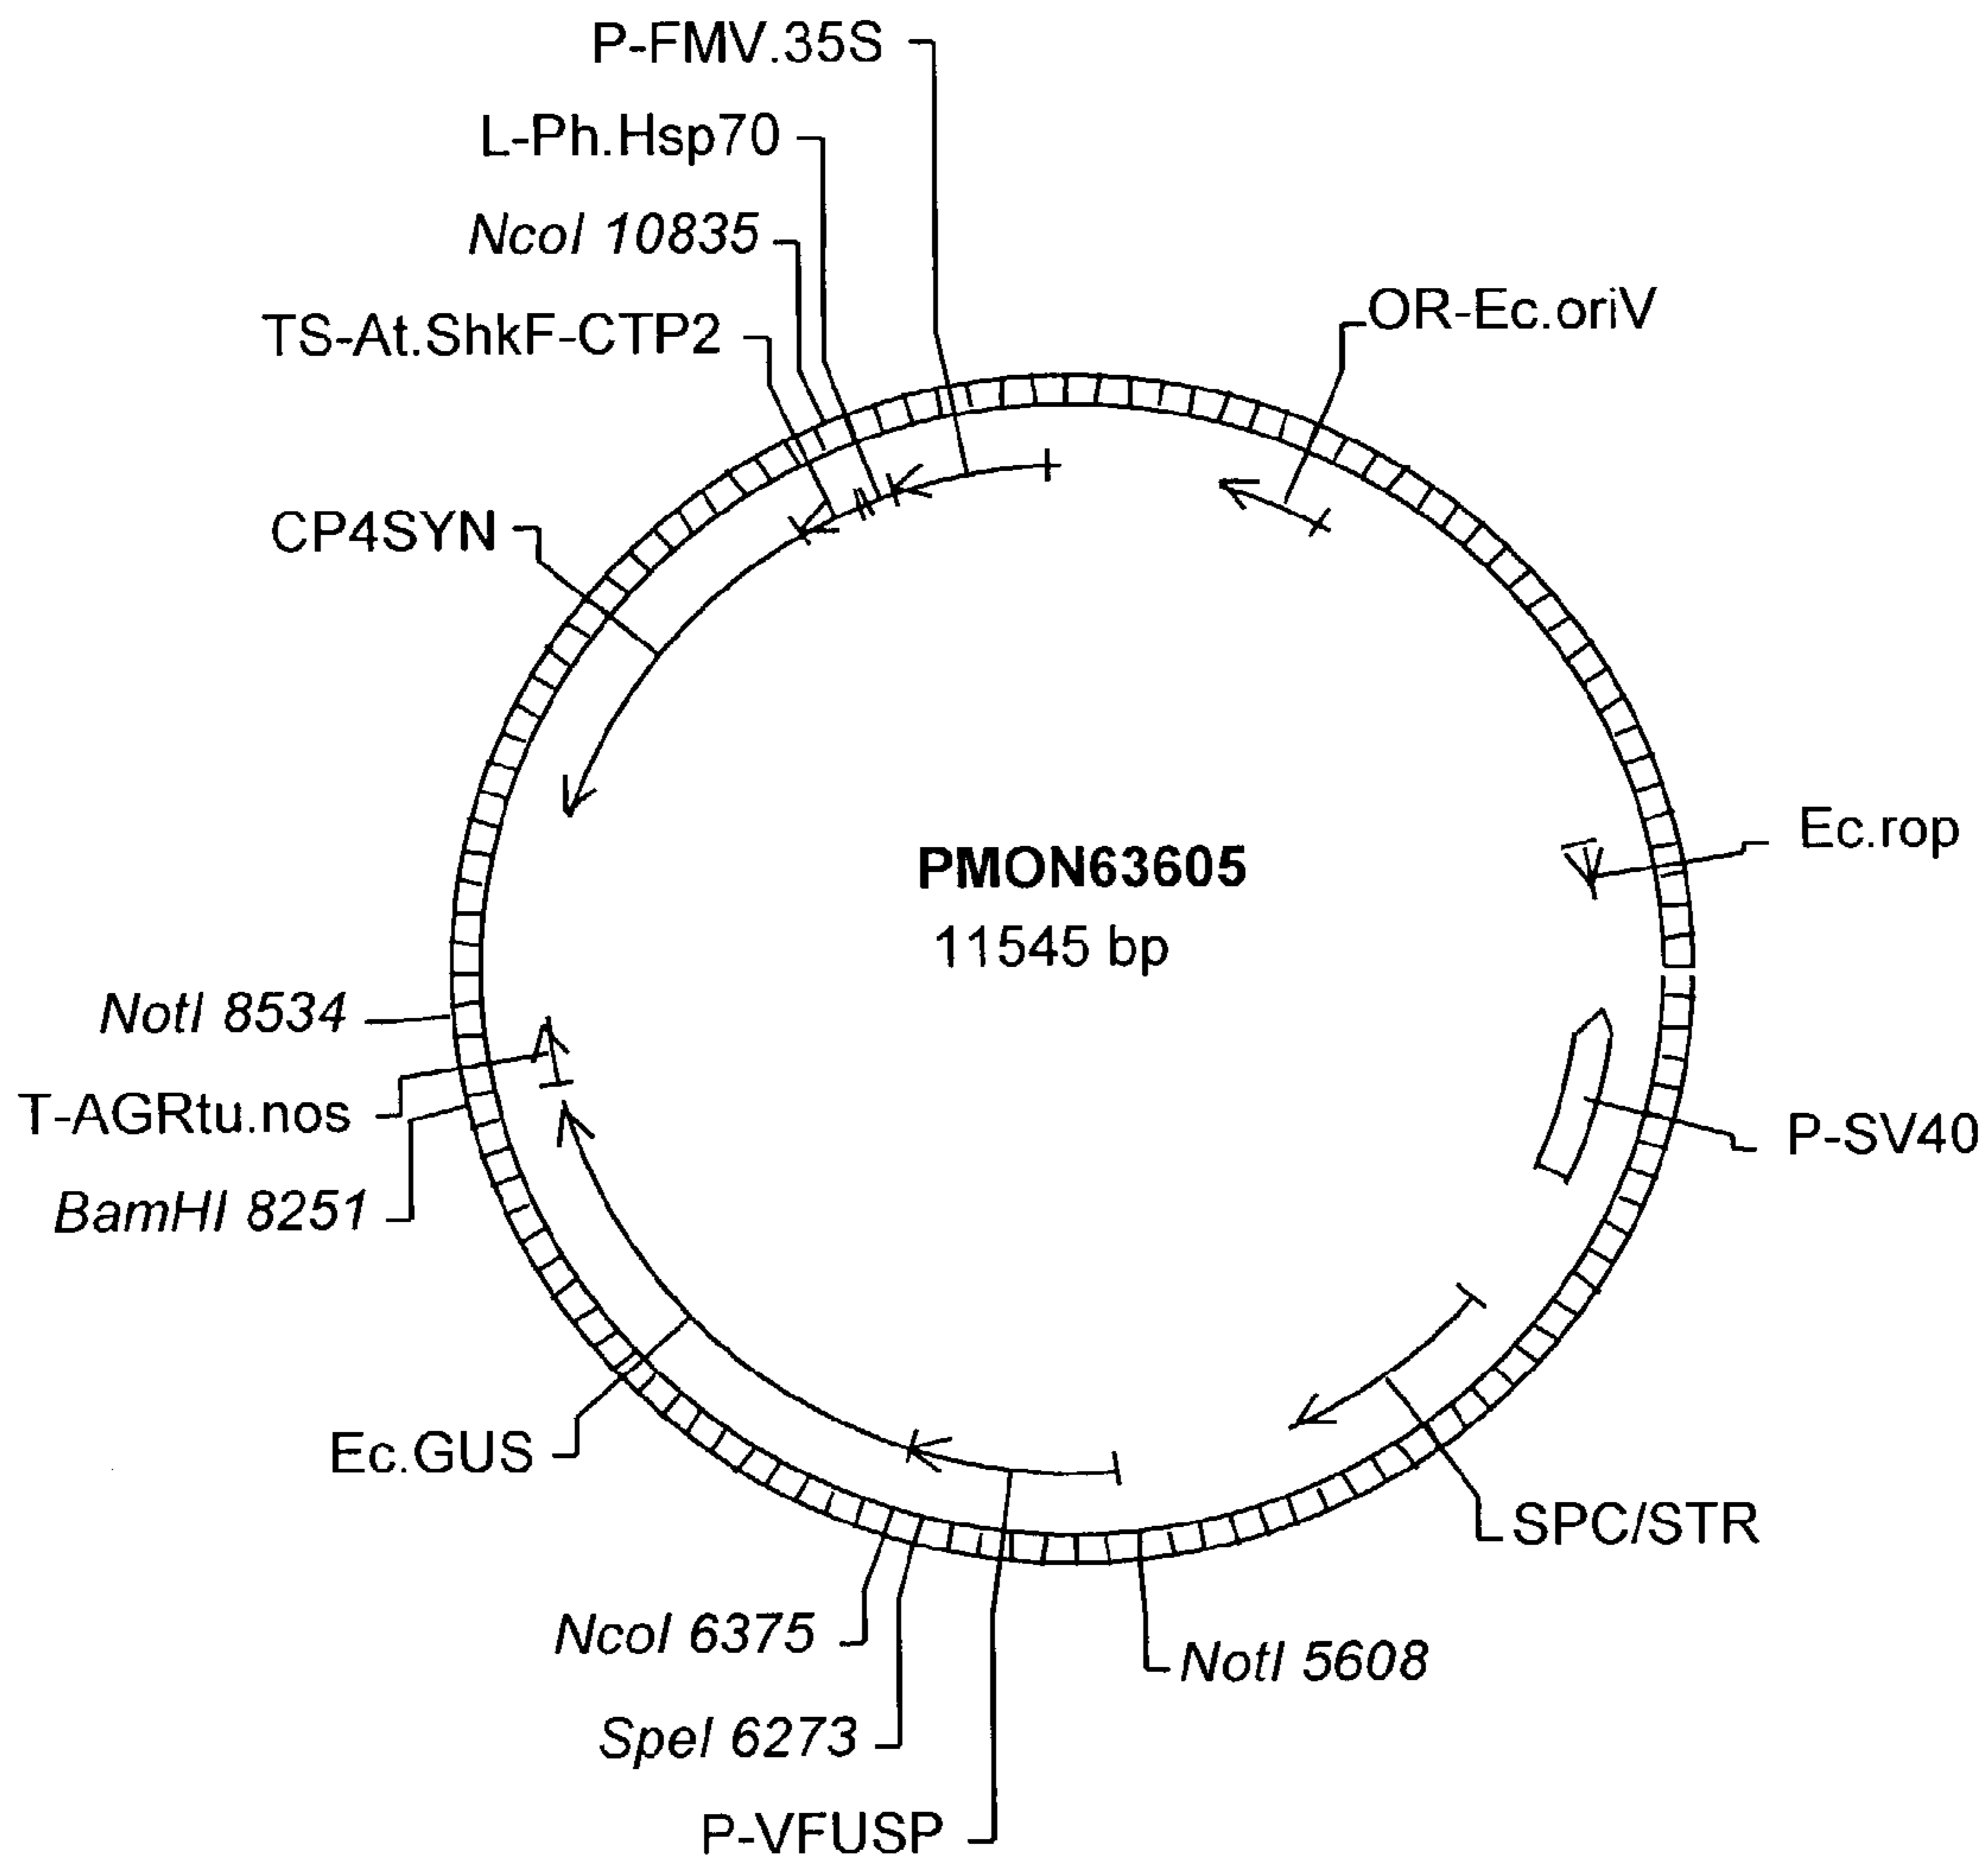 P-FMV.35S
L-Ph.Hsp70
NcoI 10835
TS-At.ShkF-CTP2
OR-Ec.oriV
CP4SYN
Ec.rop
PMON63605
11545 bp
NotI 8534
T-AGRtu.nos
P-SV40
BamHI 8251
Ec.GUS
SPC/STR
NcoI 6375
NotI 5608
SpeI 6273
P-VFUSP